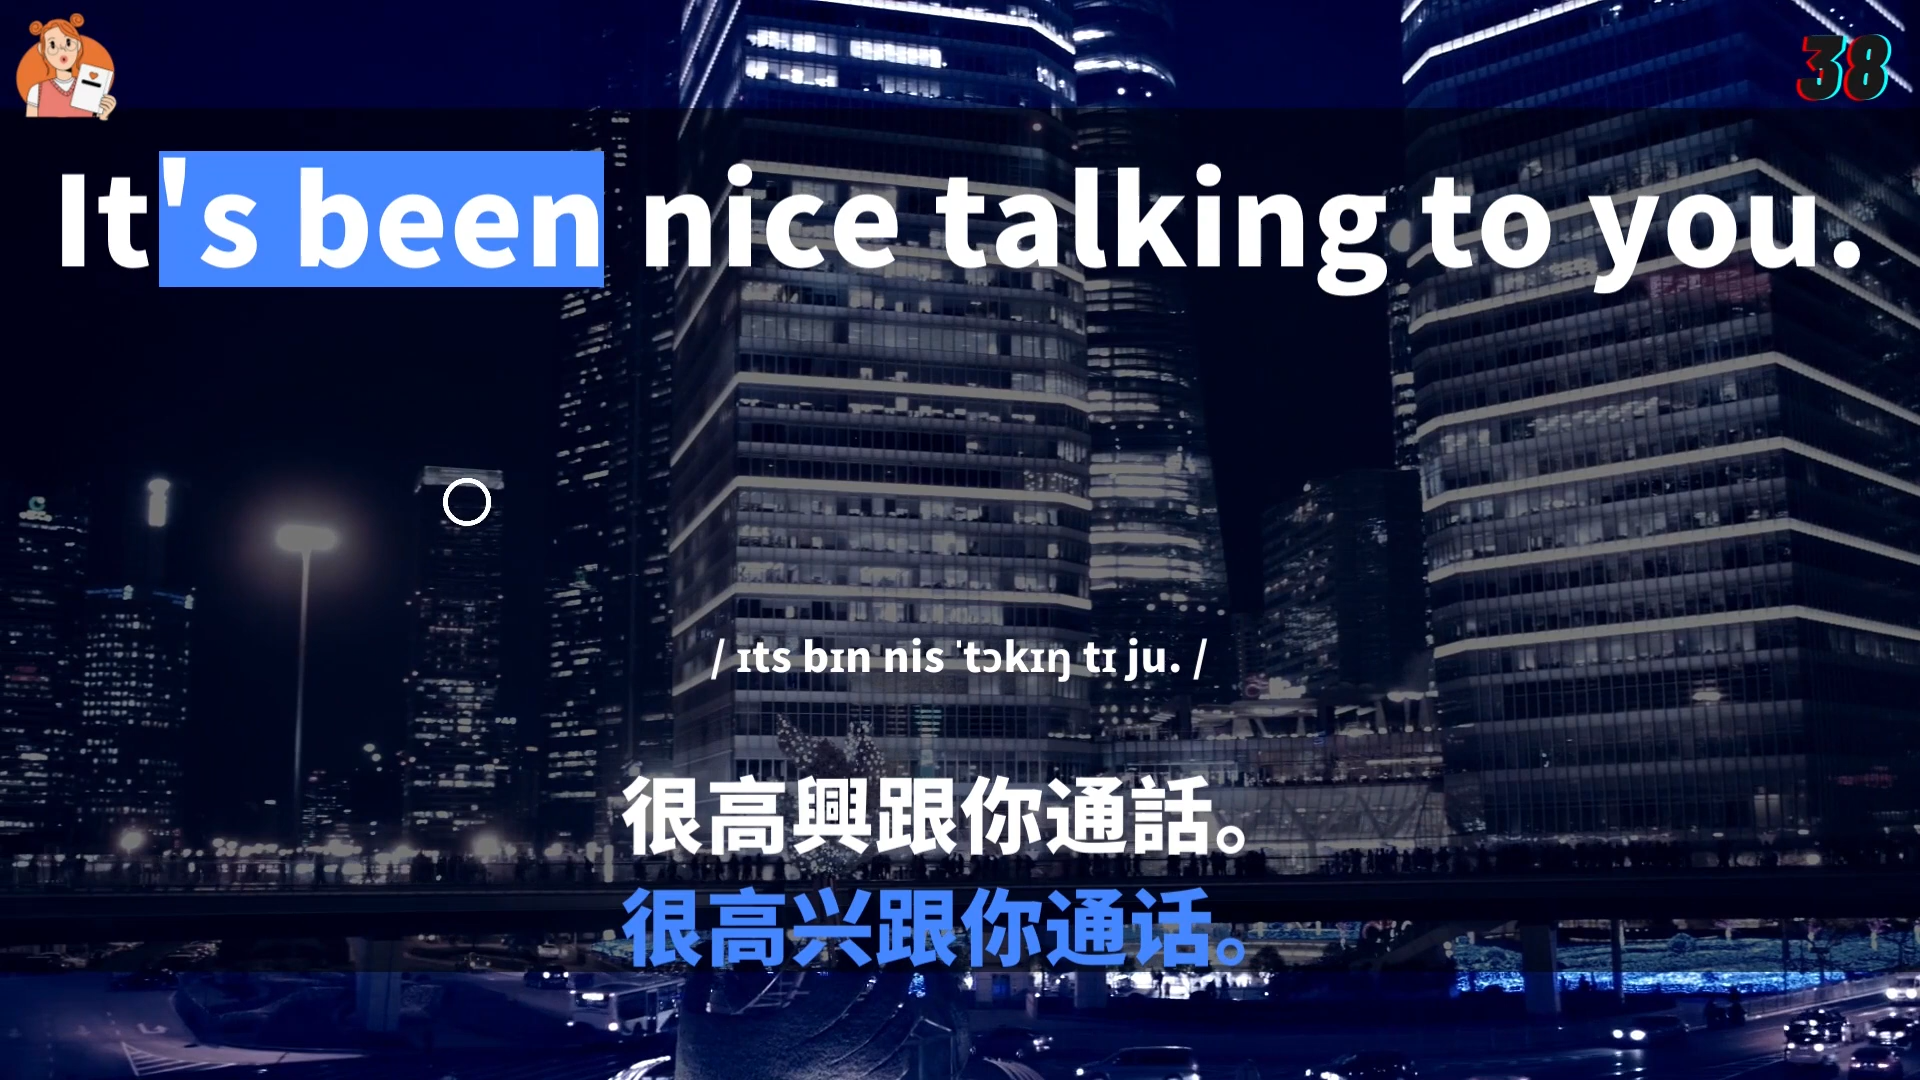 38
It's been nice talking to you.
/ ɪts bɪn nis ˈtɔkɪŋ tɪ ju. /
很高興跟你通話。
很高兴跟你通话。